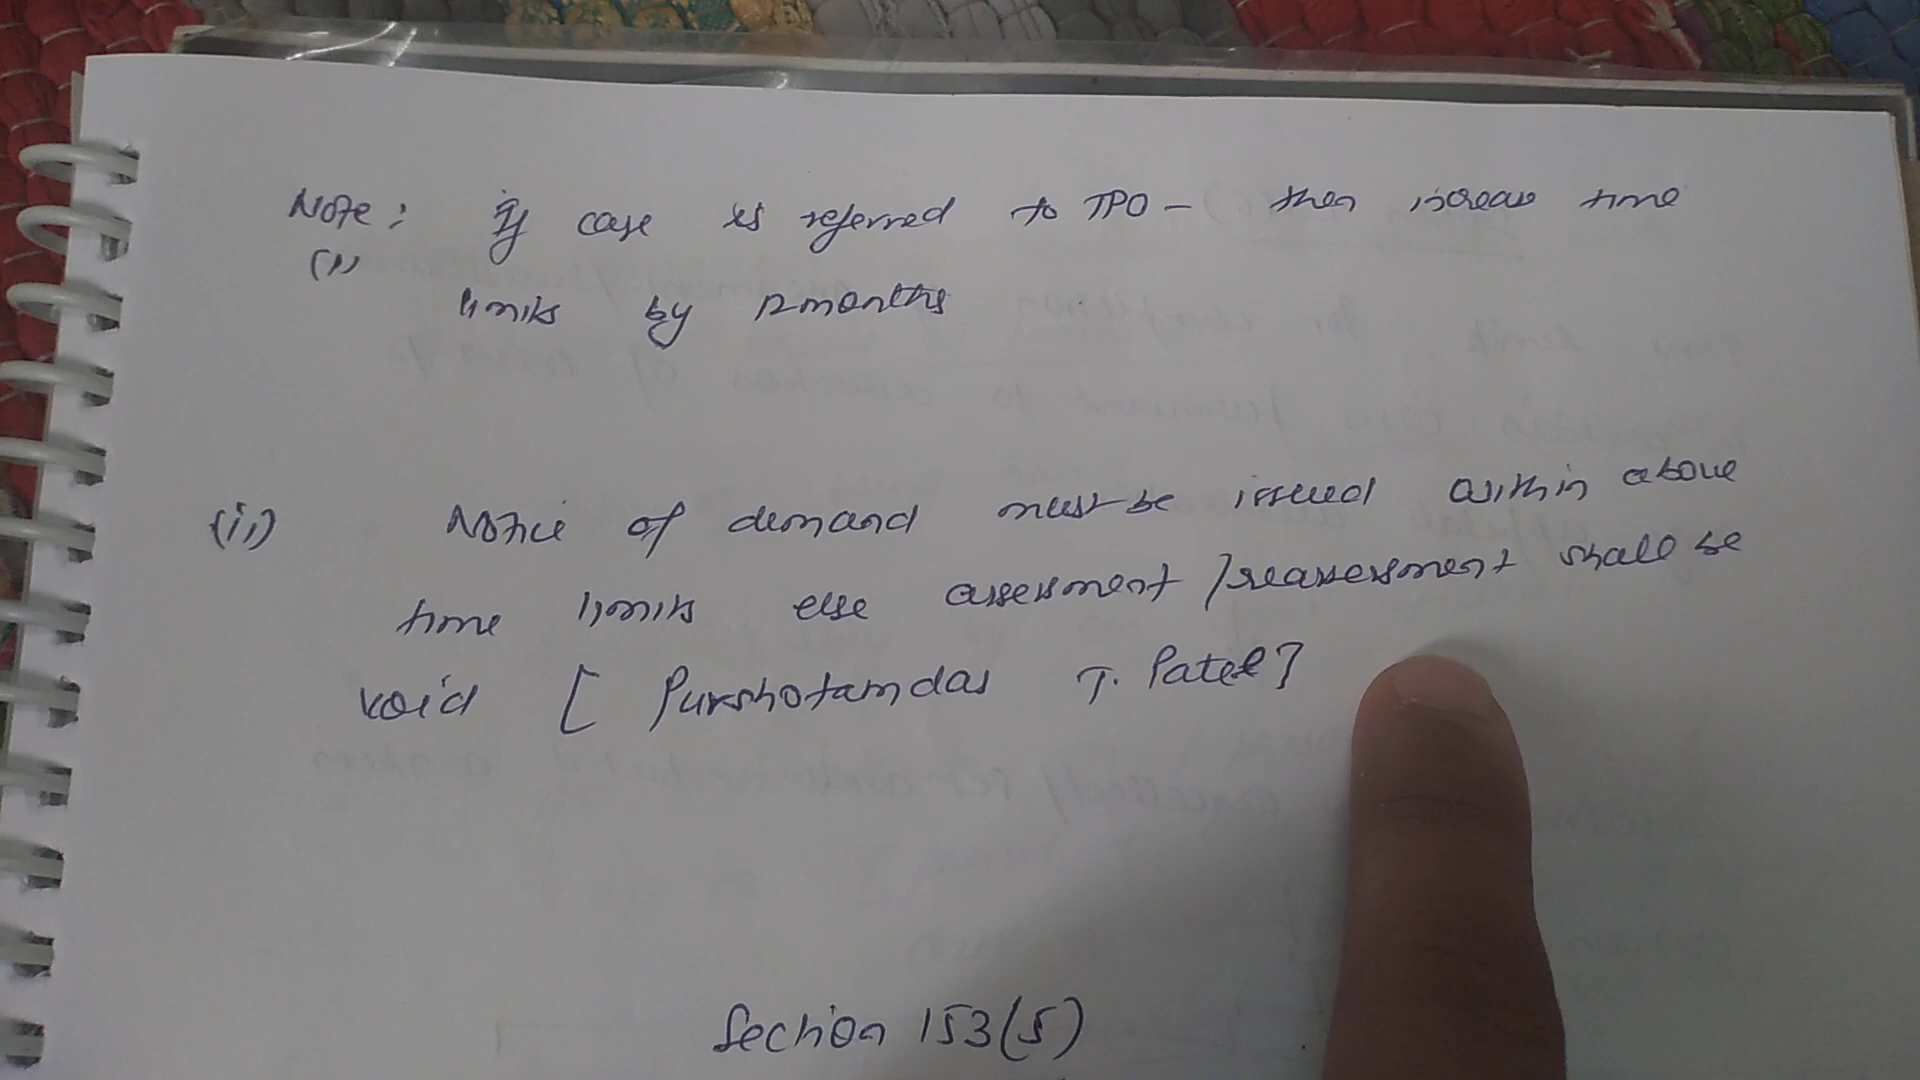 Note: If case is referred to TPO - then increase time
(i)
limits by 12 months
(ii) Notice of demand must be issued within above
time limits else assessment / reassessment shall be
void [ Purshotamdas T. Patel ]
Section 153(5)